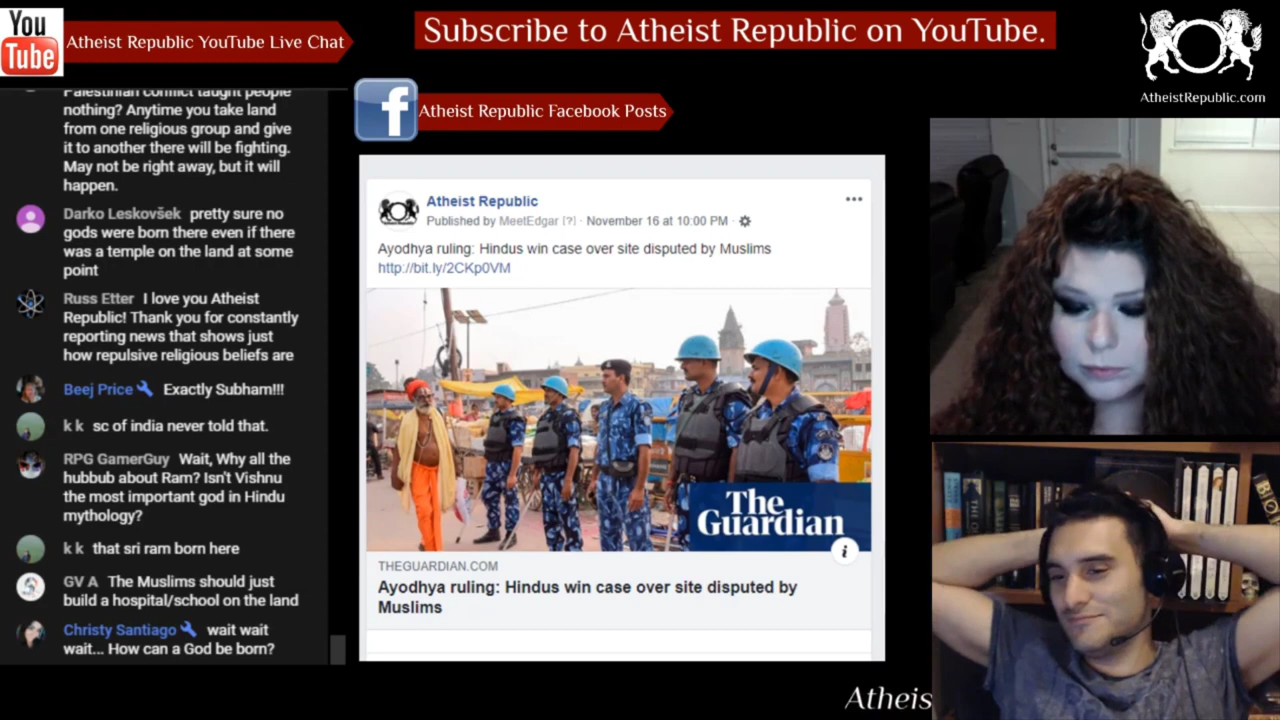 You
Tube
Atheist Republic YouTube Live Chat
Subscribe to Atheist Republic on YouTube.
AtheistRepublic.com
Atheist Republic Facebook Posts
Palestinian conflict taught people
nothing? Anytime you take land
from one religious group and give
it to another there will be fighting.
May not be right away, but it will
happen.
Darko Leskovšek pretty sure no
gods were born there even if there
was a temple on the land at some
point
Russ Etter I love you Atheist
Republic! Thank you for constantly
reporting news that shows just
how repulsive religious beliefs are
Beej Price Exactly Subham!!!
k k sc of india never told that.
RPG GamerGuy Wait, Why all the
hubbub about Ram? Isn't Vishnu
the most important god in Hindu
mythology?
k k that sri ram born here
GV A The Muslims should just
build a hospital/school on the land
Christy Santiago wait wait
wait... How can a God be born?
Atheist Republic
Published by MeetEdgar [?] · November 16 at 10:00 PM ·
Ayodhya ruling: Hindus win case over site disputed by Muslims
http://bit.ly/2CKp0VM
The
Guardian
i
THEGUARDIAN.COM
Ayodhya ruling: Hindus win case over site disputed by
Muslims
Atheis